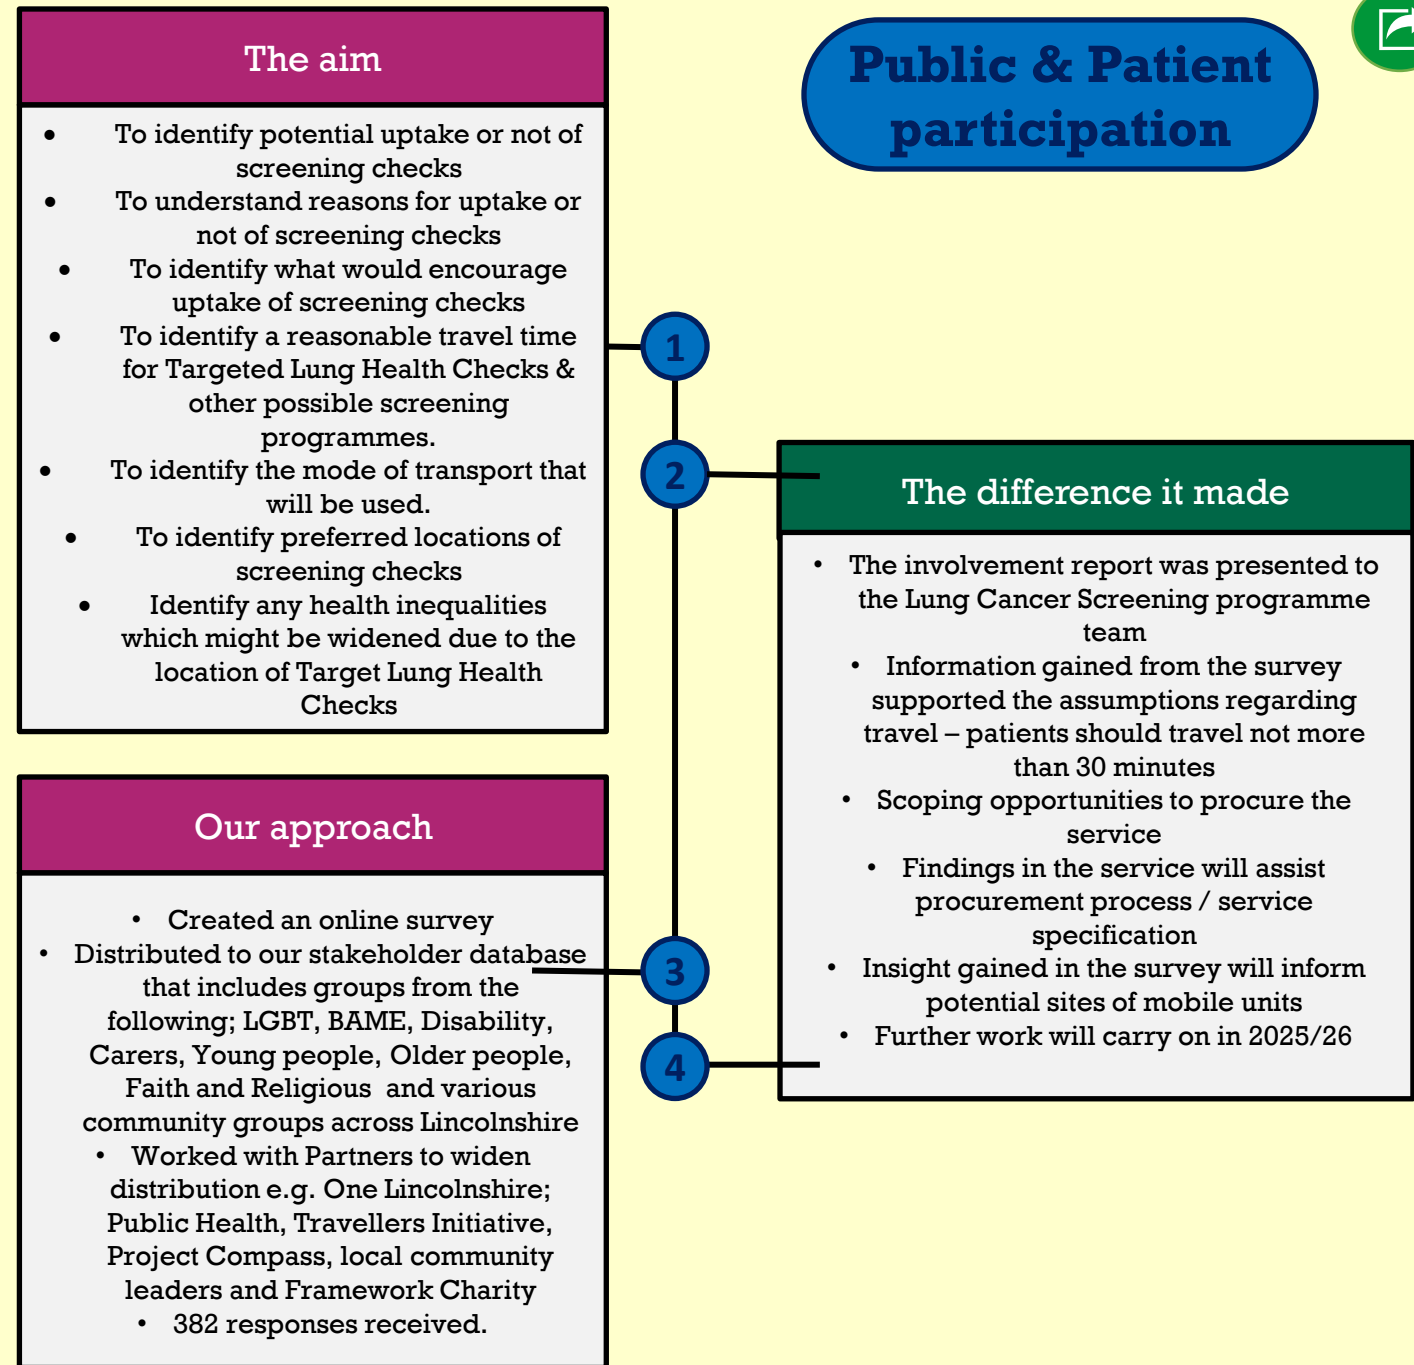 Public & Patient
participation
The aim
• To identify potential uptake or not of
screening checks
• To understand reasons for uptake or
not of screening checks
• To identify what would encourage
uptake of screening checks
• To identify a reasonable travel time
for Targeted Lung Health Checks &
other possible screening
programmes.
• To identify the mode of transport that
will be used.
• To identify preferred locations of
screening checks
• Identify any health inequalities
which might be widened due to the
location of Target Lung Health
Checks
1
2
The difference it made
• The involvement report was presented to
the Lung Cancer Screening programme
team
• Information gained from the survey
supported the assumptions regarding
travel – patients should travel not more
than 30 minutes
• Scoping opportunities to procure the
service
• Findings in the service will assist
procurement process / service
specification
• Insight gained in the survey will inform
potential sites of mobile units
• Further work will carry on in 2025/26
Our approach
• Created an online survey
• Distributed to our stakeholder database
that includes groups from the
following; LGBT, BAME, Disability,
Carers, Young people, Older people,
Faith and Religious and various
community groups across Lincolnshire
• Worked with Partners to widen
distribution e.g. One Lincolnshire;
Public Health, Travellers Initiative,
Project Compass, local community
leaders and Framework Charity
• 382 responses received.
3
4